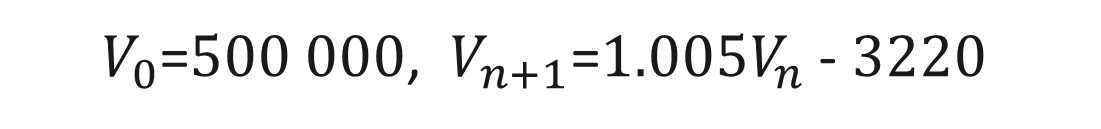 V₀=500 000, Vₙ₊₁=1.005Vₙ - 3220